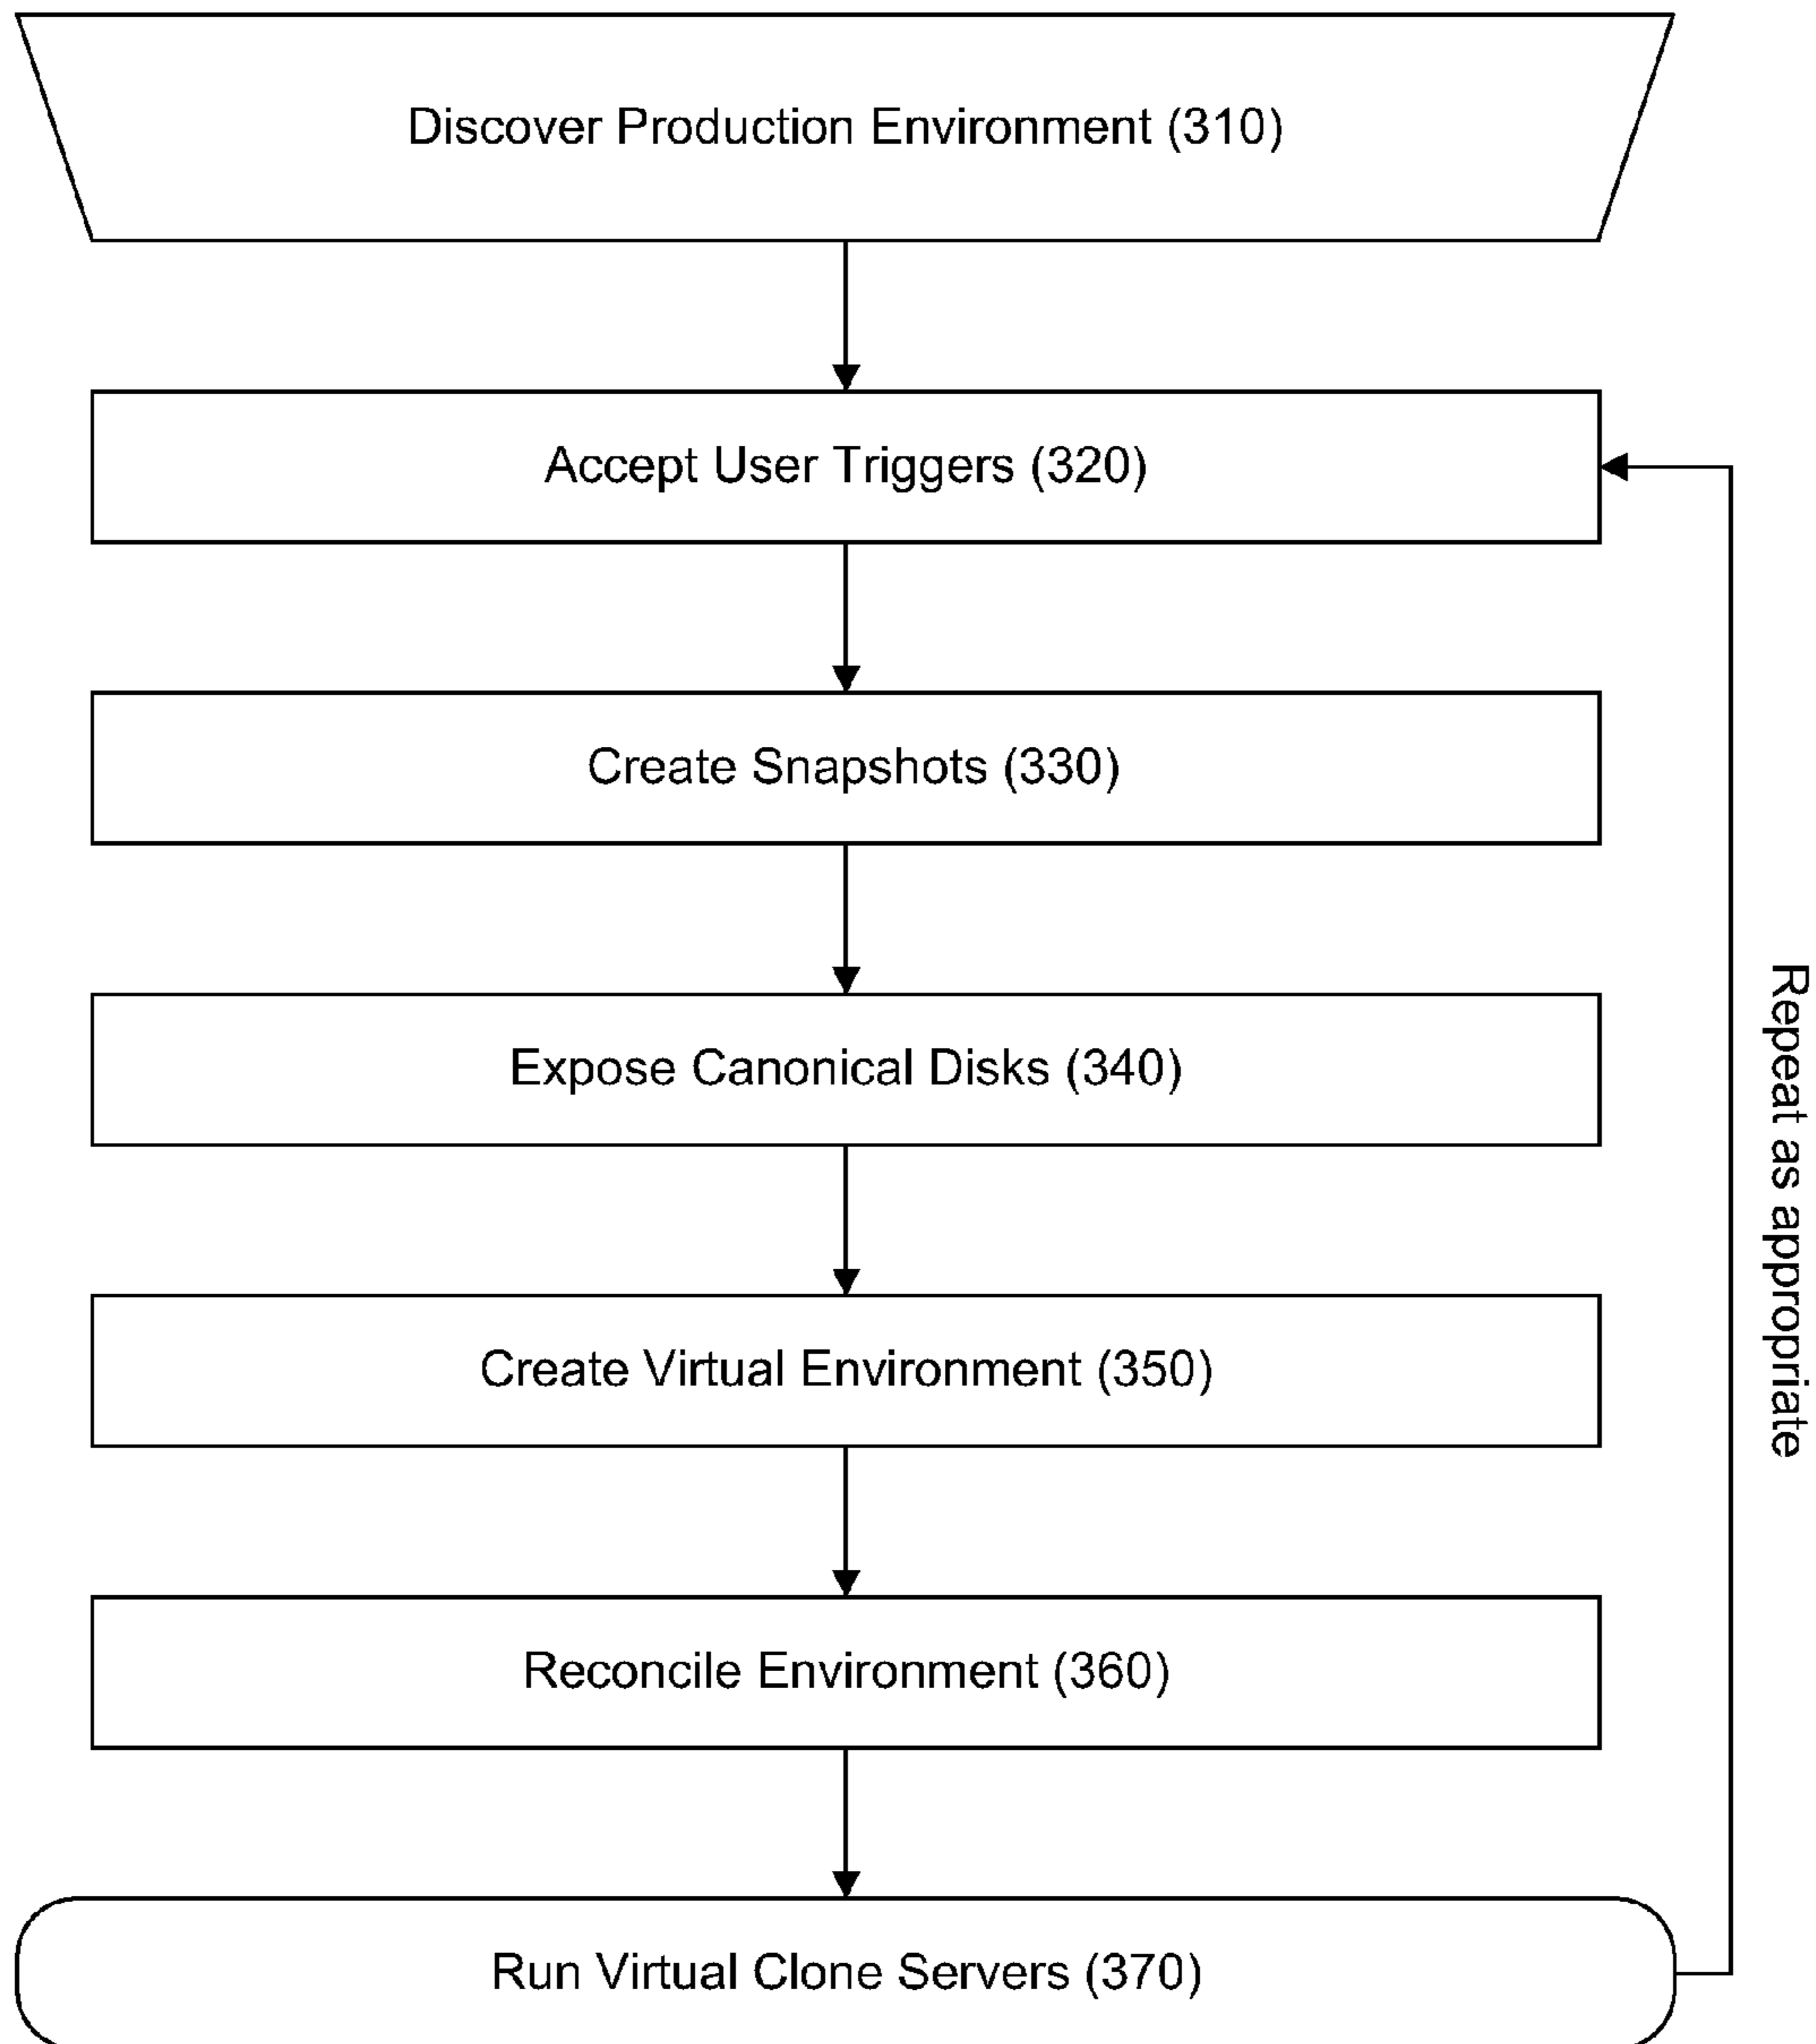 Discover Production Environment (310)
Accept User Triggers (320)
Create Snapshots (330)
Expose Canonical Disks (340)
Create Virtual Environment (350)
Reconcile Environment (360)
Run Virtual Clone Servers (370)
Repeat as appropriate